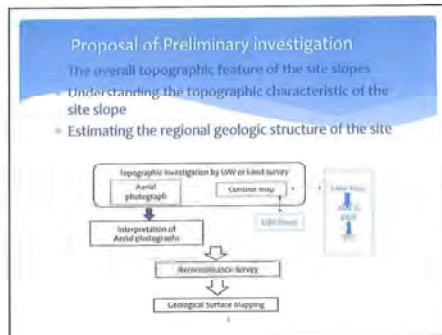 Proposal of Preliminary investigation
The overall topographic feature of the site slopes
• Understanding the topographic characteristic of the
site slope
• Estimating the regional geologic structure of the site
Topographic investigation by UAV or Land survey
Aerial
photograph
Contour map
Interpretation of
Aerial photographs
Reconnaissance Survey
Geological Surface Mapping